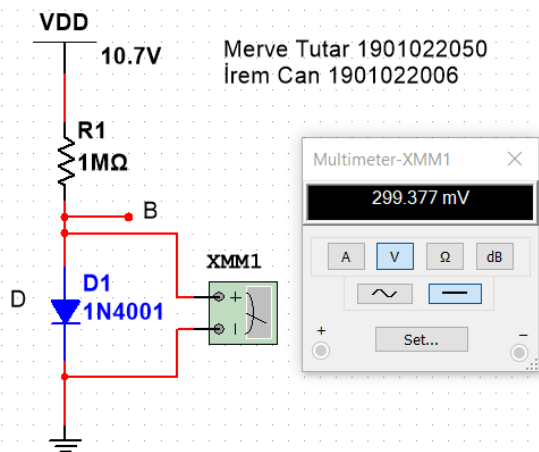 VDD
10.7V
Merve Tutar 1901022050
İrem Can 1901022006
R1
1MΩ
B
D
D1
1N4001
XMM1
+
Multimeter-XMM1
299.377 mV
A V Ω dB
+ −
Set...